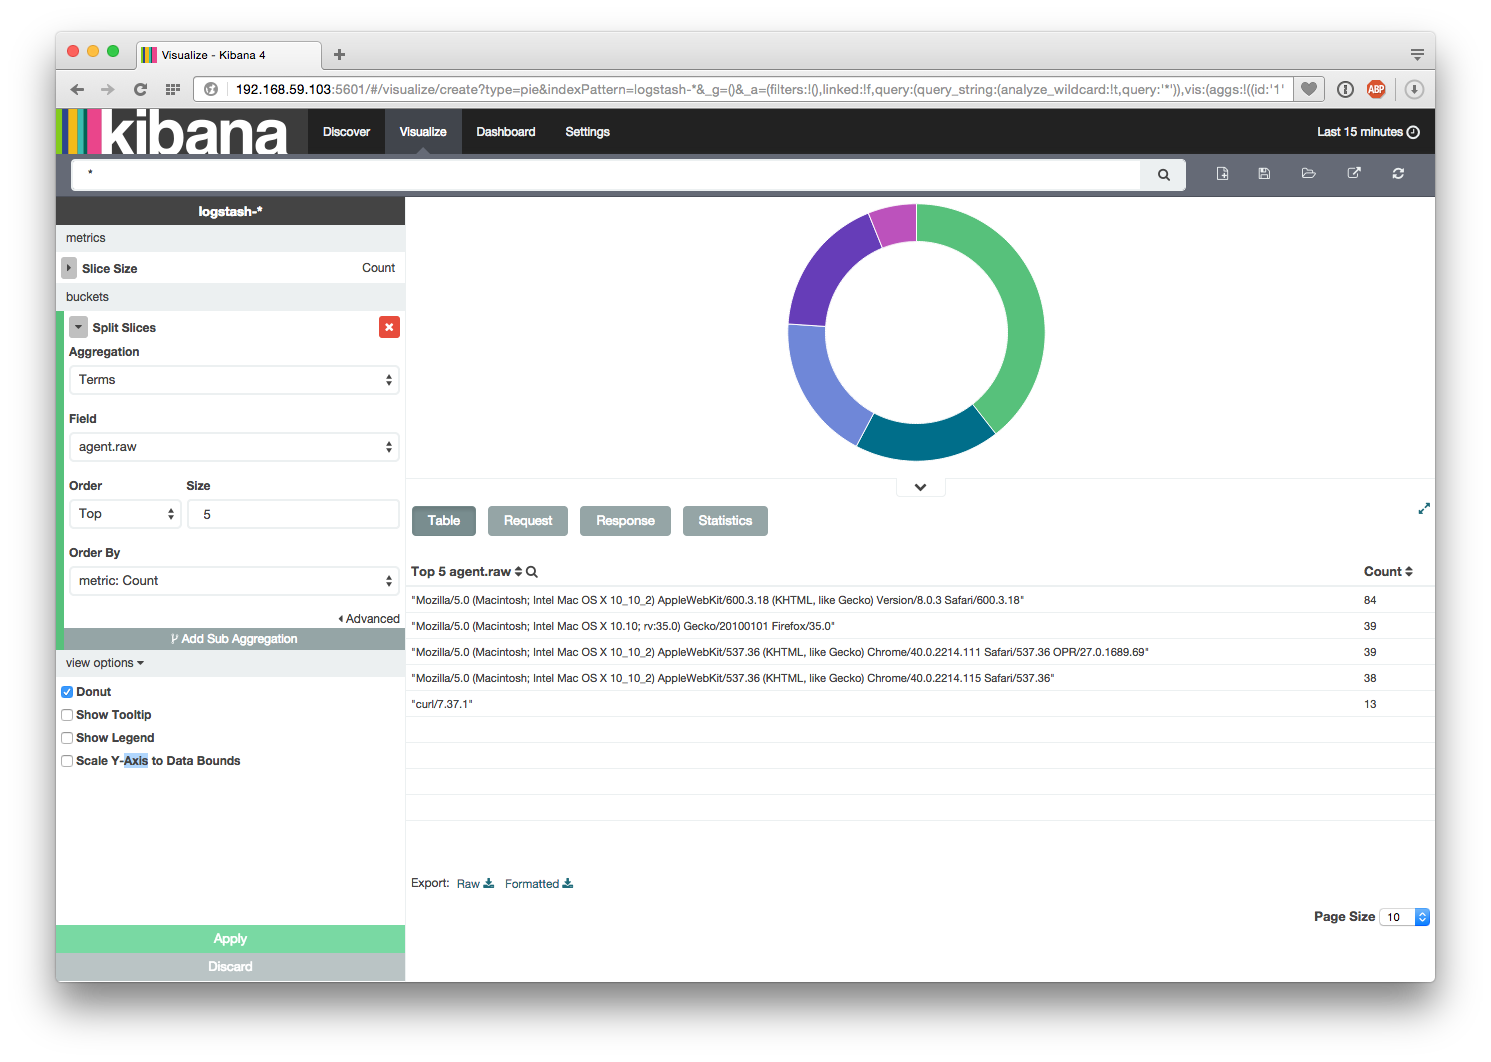 Visualize - Kibana 4
192.168.59.103:5601/#/visualize/create?type=pie&indexPattern=logstash-*&_g=()&_a=(filters:!(),linked:!f,query:(query_string:(analyze_wildcard:!t,query:'*')),vis:(aggs:!((id:'1'
ABP
kibana
Discover Visualize Dashboard Settings Last 15 minutes
*
logstash-*
metrics
Slice Size Count
buckets
Split Slices
Aggregation
Terms
Field
agent.raw
Order Size
Top 5
Order By
metric: Count
Advanced
Add Sub Aggregation
view options
Donut
Show Tooltip
Show Legend
Scale Y-Axis to Data Bounds
Apply
Discard
Table Request Response Statistics
Top 5 agent.raw Count
"Mozilla/5.0 (Macintosh; Intel Mac OS X 10_10_2) AppleWebKit/600.3.18 (KHTML, like Gecko) Version/8.0.3 Safari/600.3.18" 84
"Mozilla/5.0 (Macintosh; Intel Mac OS X 10.10; rv:35.0) Gecko/20100101 Firefox/35.0" 39
"Mozilla/5.0 (Macintosh; Intel Mac OS X 10_10_2) AppleWebKit/537.36 (KHTML, like Gecko) Chrome/40.0.2214.111 Safari/537.36 OPR/27.0.1689.69" 39
"Mozilla/5.0 (Macintosh; Intel Mac OS X 10_10_2) AppleWebKit/537.36 (KHTML, like Gecko) Chrome/40.0.2214.115 Safari/537.36" 38
"curl/7.37.1" 13
Export: Raw Formatted
Page Size 10